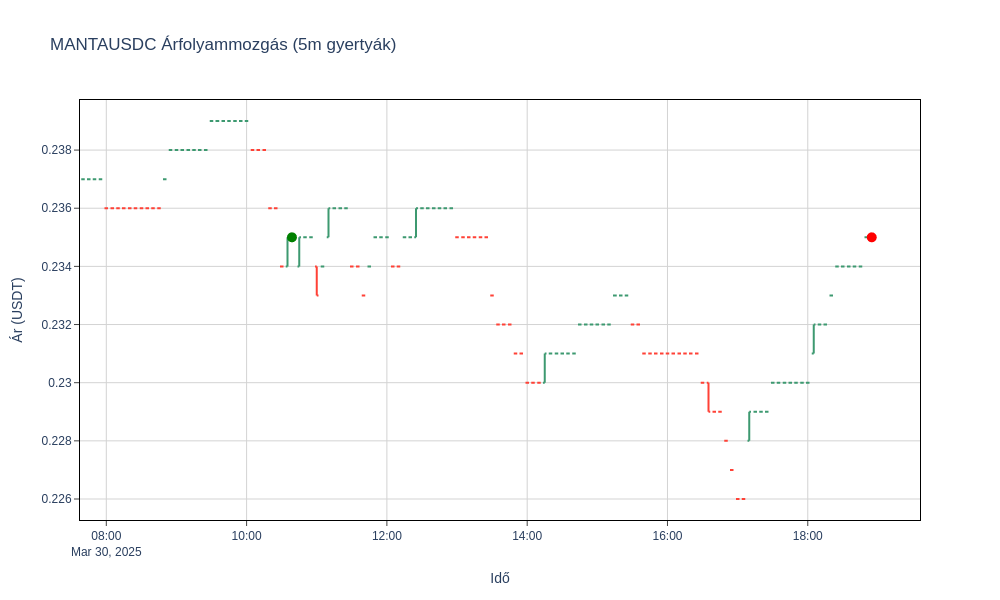 MANTAUSDC Árfolyammozgás (5m gyertyák)
0.238
0.236
0.234
0.232
0.23
0.228
0.226
Ár (USDT)
08:00 10:00 12:00 14:00 16:00 18:00
Mar 30, 2025
Idő